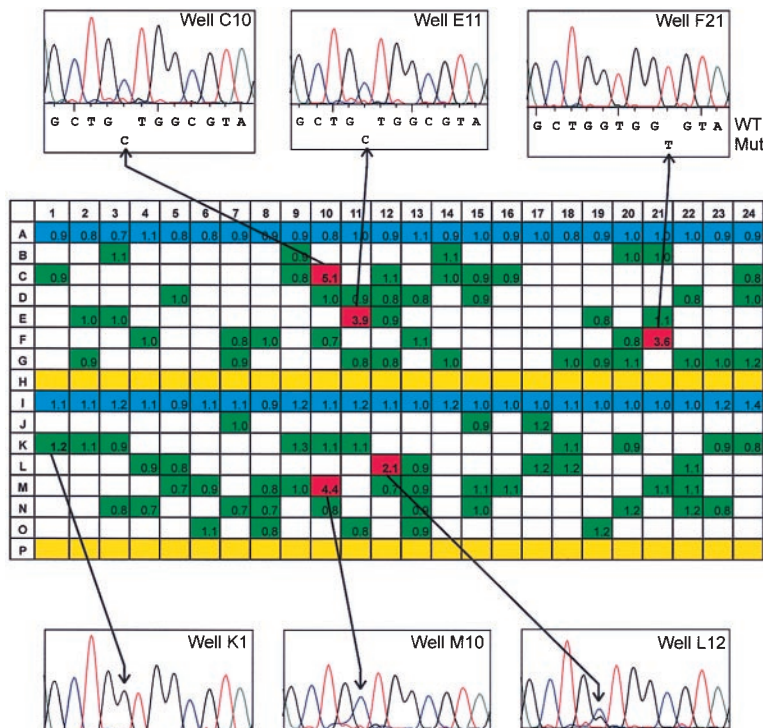 Well C10 Well E11 Well F21
G C T G T G G C G T A G C T G T G G C G T A G C T G G T G G G T A WT
C C T Mut
1 2 3 4 5 6 7 8 9 10 11 12 13 14 15 16 17 18 19 20 21 22 23 24
A 0.9 0.8 0.7 1.1 0.8 0.8 0.9 0.9 0.9 0.8 1.0 0.9 1.1 0.9 1.0 0.9 1.0 0.8 0.9 1.0 1.0 1.0 0.9 0.9
B 1.1 0.9 1.1 1.0 1.0
C 0.9 0.8 5.1 1.1 1.0 0.9 0.9 0.8
D 1.0 1.0 0.9 0.8 0.8 0.9 0.8 1.0
E 1.0 1.0 3.9 0.9 0.8 1.1
F 1.0 0.8 1.0 0.7 1.1 0.8 3.6
G 0.9 0.9 0.8 0.8 1.0 1.0 0.9 1.1 1.0 1.0 1.2
H
I 1.1 1.1 1.2 1.1 0.9 1.1 1.1 0.9 1.2 1.1 1.2 1.1 1.0 1.2 1.0 1.0 1.0 1.1 1.0 1.0 1.0 1.0 1.2 1.4
J 1.0 0.9 1.2
K 1.2 1.1 0.9 1.3 1.1 1.1 1.1 0.9 0.9 0.8
L 0.9 0.8 2.1 0.9 1.2 1.2 1.1
M 0.7 0.9 0.8 1.0 4.4 0.7 0.9 1.1 1.1 1.1 1.1
N 0.8 0.7 0.7 0.7 0.8 0.9 1.0 1.2 1.2 0.8
O 1.1 0.8 0.8 0.9 1.2
P
Well K1 Well M10 Well L12